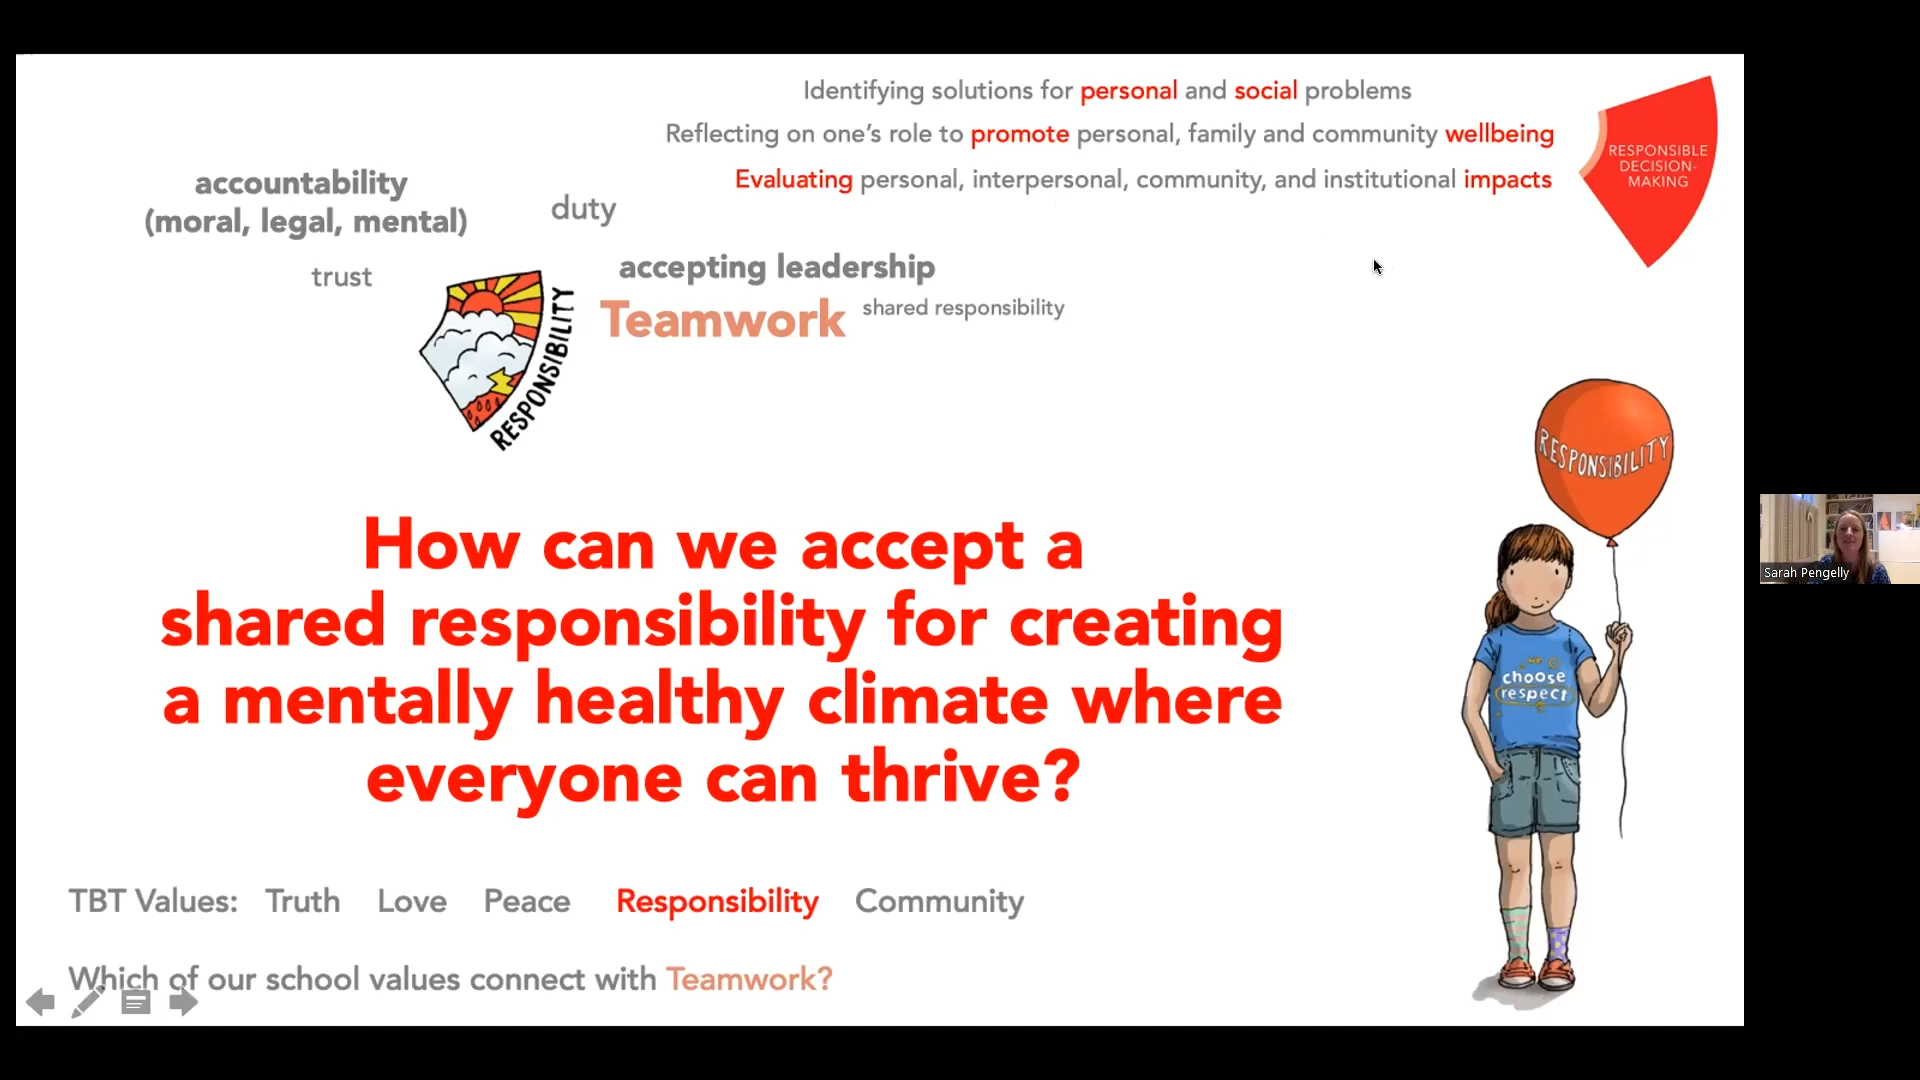 Identifying solutions for personal and social problems
Reflecting on one's role to promote personal, family and community wellbeing
Evaluating personal, interpersonal, community, and institutional impacts
RESPONSIBLE
DECISION-
MAKING
accountability
(moral, legal, mental)
duty
trust
accepting leadership
Teamwork
shared responsibility
RESPONSIBILITY
RESPONSIBILITY
choose
respect
How can we accept a
shared responsibility for creating
a mentally healthy climate where
everyone can thrive?
Sarah Pengelly
TBT Values: Truth Love Peace Responsibility Community
Which of our school values connect with Teamwork?